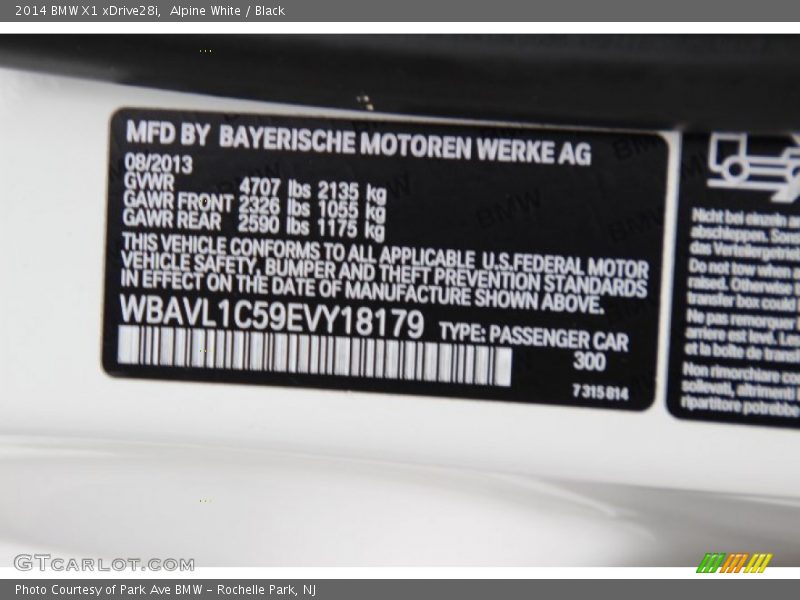 2014 BMW X1 xDrive28i, Alpine White / Black
MFD BY BAYERISCHE MOTOREN WERKE AG
08/2013
GVWR 4707 lbs 2135 kg
GAWR FRONT 2326 lbs 1055 kg
GAWR REAR 2590 lbs 1175 kg
THIS VEHICLE CONFORMS TO ALL APPLICABLE U.S.FEDERAL MOTOR
VEHICLE SAFETY, BUMPER AND THEFT PREVENTION STANDARDS
IN EFFECT ON THE DATE OF MANUFACTURE SHOWN ABOVE.
WBAVL1C59EVY18179 TYPE: PASSENGER CAR
300
7 315 814
Nicht bei einzeln
abschleppen.
das Verteilergetrie
Do not tow when
raised. Otherwise
transfer box could
Ne pas remorquer
arrière est levé. Les
et la boîte de transf
Non rimorchiare co
sollevati, altrimenti
ripartitore potrebbe
GTCARLOT.COM
Photo Courtesy of Park Ave BMW - Rochelle Park, NJ